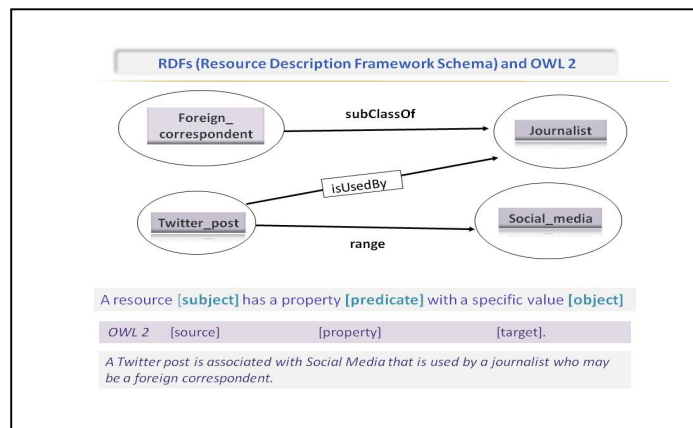 RDFs (Resource Description Framework Schema) and OWL 2
Foreign_
correspondent
subClassOf
Journalist
isUsedBy
Twitter_post
Social_media
range
A resource [subject] has a property [predicate] with a specific value [object]
OWL 2 [source] [property] [target].
A Twitter post is associated with Social Media that is used by a journalist who may
be a foreign correspondent.